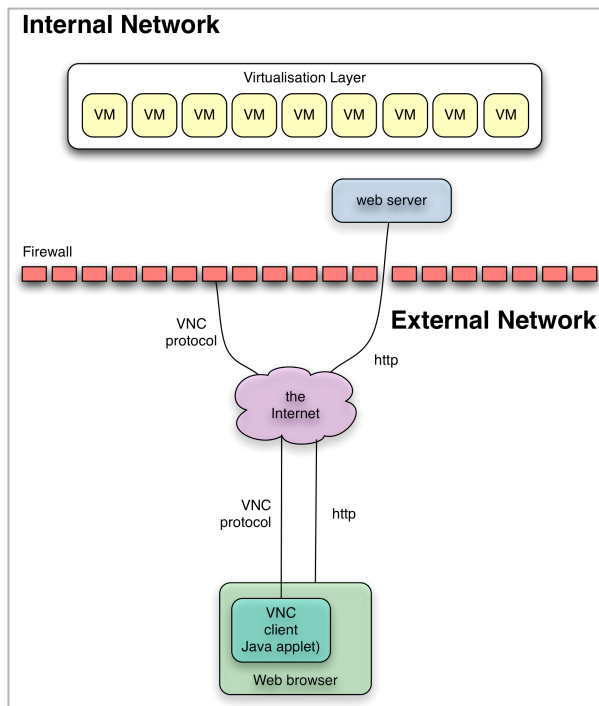 Internal Network
Virtualisation Layer
VM VM VM VM VM VM VM VM VM
web server
Firewall
External Network
VNC
protocol
http
the
Internet
VNC
protocol
http
VNC
client
Java applet)
Web browser